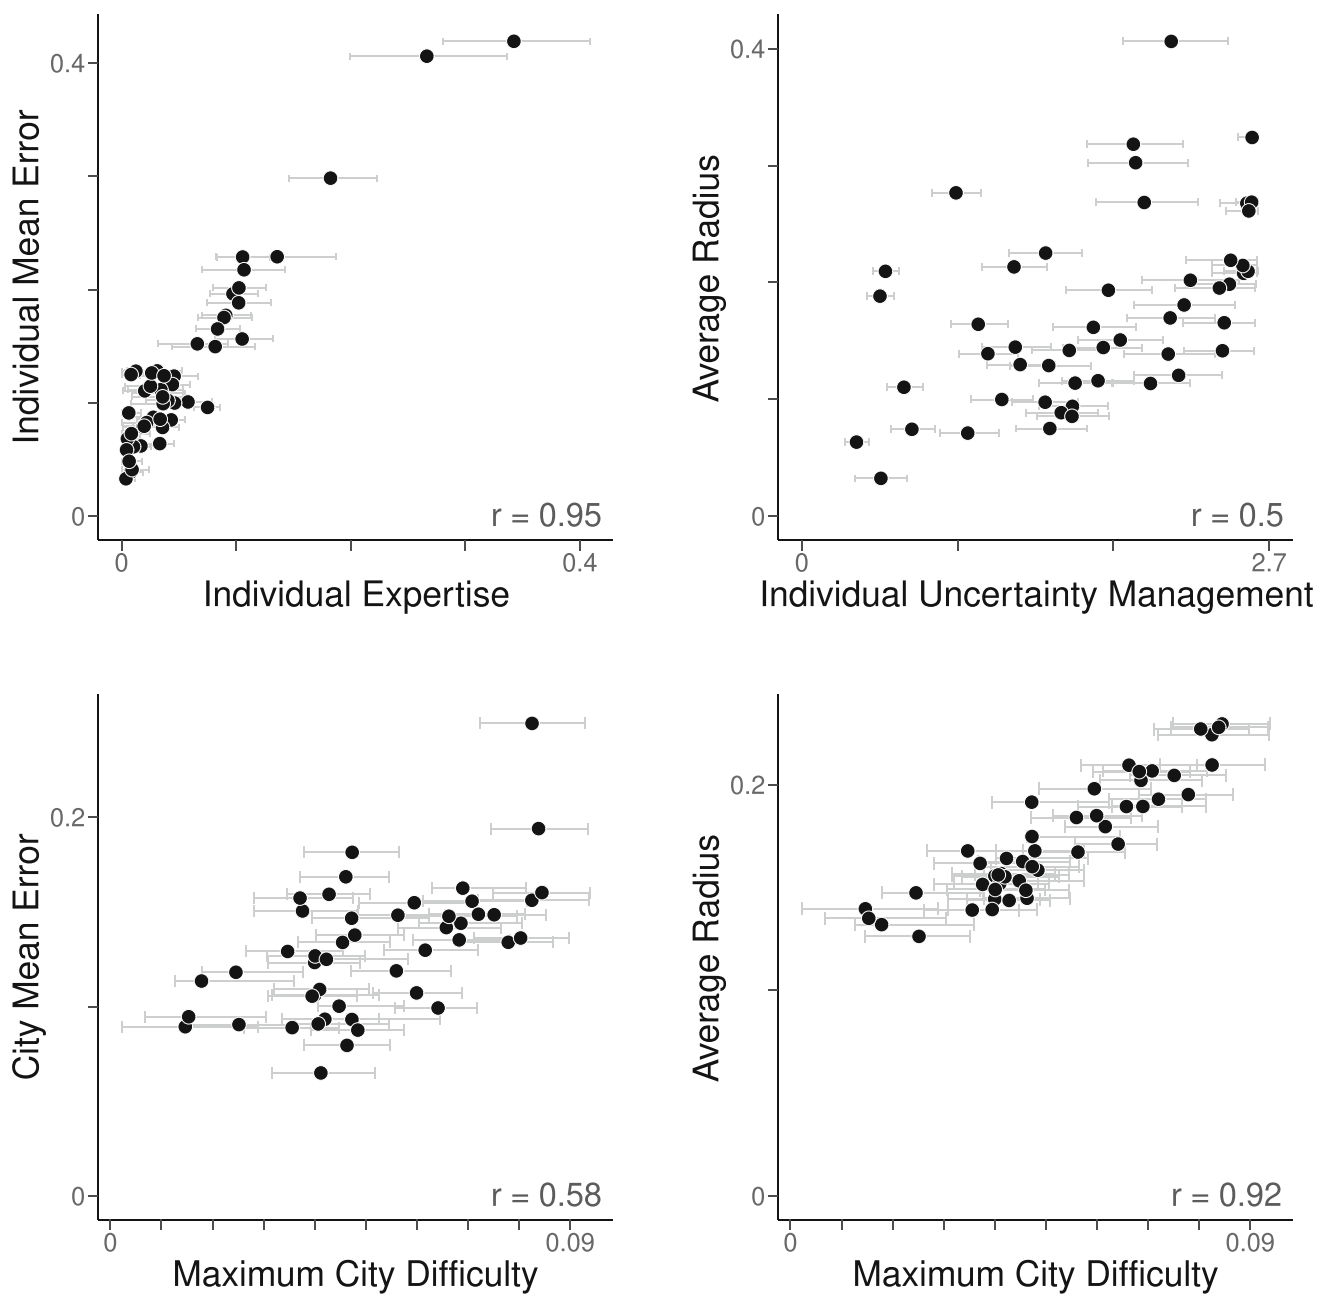 0.4
0
Individual Mean Error
r = 0.95
0
0.4
Individual Expertise
0.4
0
Average Radius
r = 0.5
0
2.7
Individual Uncertainty Management
0.2
0
City Mean Error
r = 0.58
0
0.09
Maximum City Difficulty
0.2
0
Average Radius
r = 0.92
0
0.09
Maximum City Difficulty